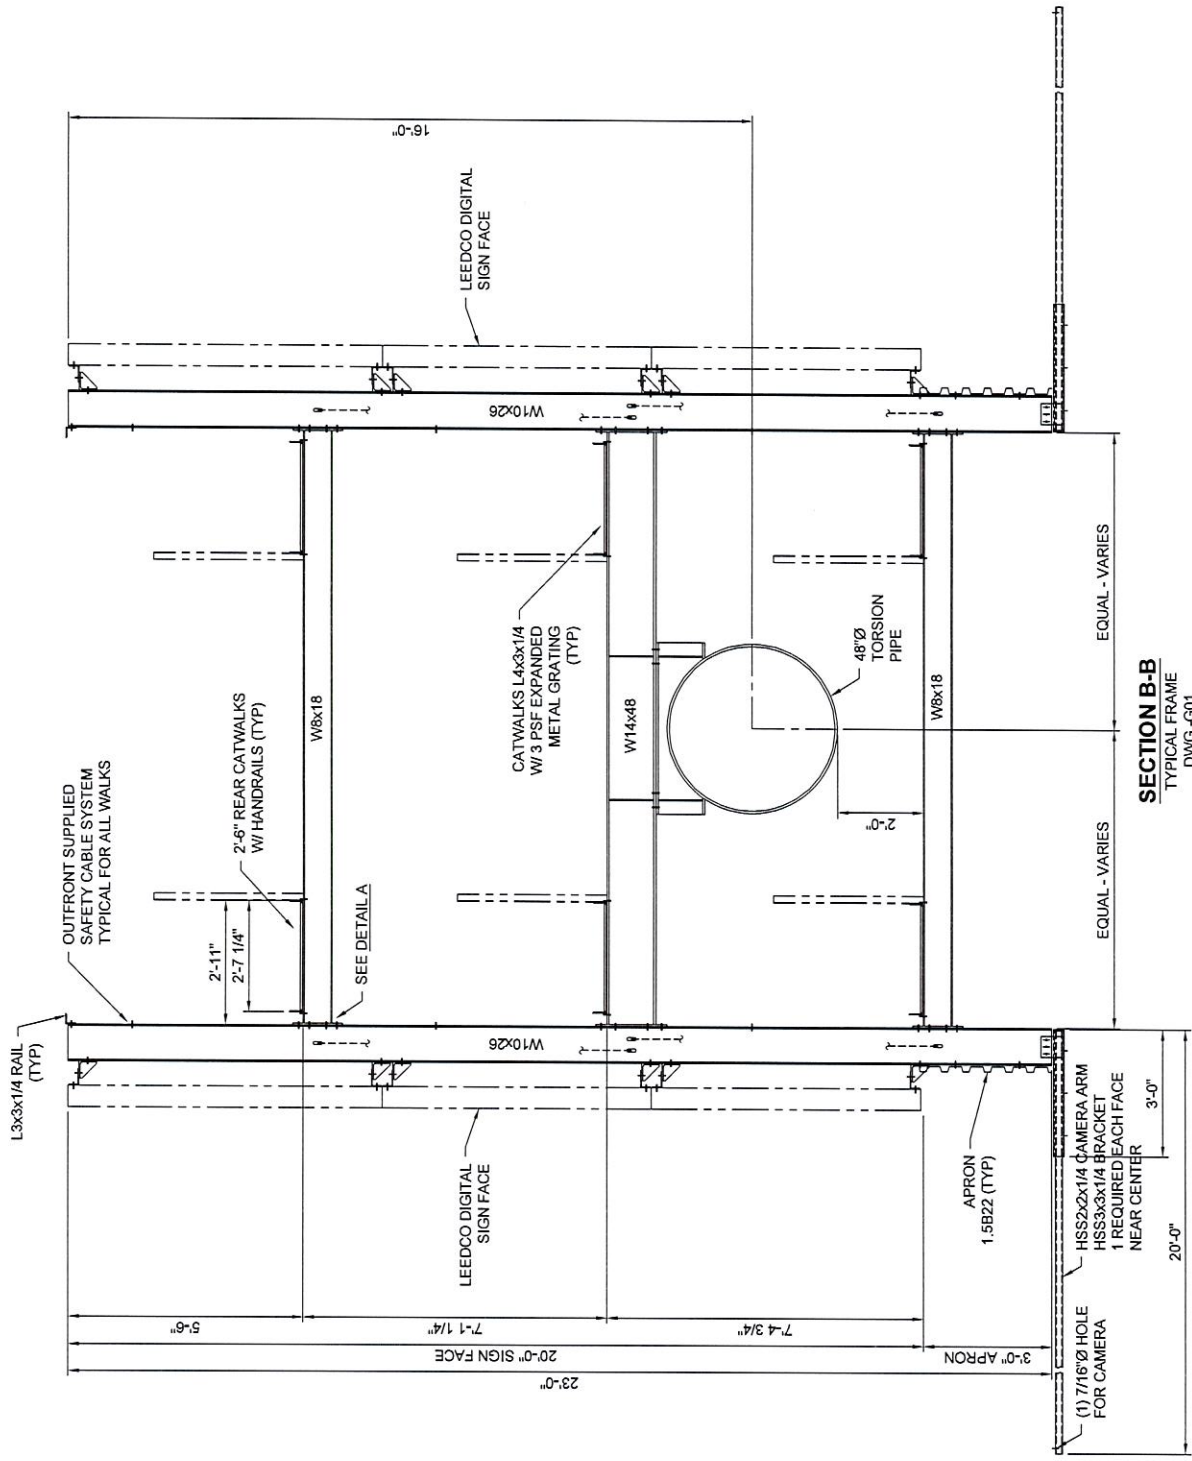 L3x3x1/4 RAIL
(TYP)
OUTFRONT SUPPLIED
SAFETY CABLE SYSTEM
TYPICAL FOR ALL WALKS
2'-11"
2'-7 1/4"
2'-6" REAR CATWALKS
W/ HANDRAILS (TYP)
W8x18
SEE DETAIL A
CATWALKS L4x3x1/4
W/ 3 PSF EXPANDED
METAL GRATING
(TYP)
W14x48
48"Ø
TORSION
PIPE
2'-0"
W8x18
W10x26
W10x26
LEEDCO DIGITAL
SIGN FACE
16'-0"
LEEDCO DIGITAL
SIGN FACE
5'-6"
7'-1 1/4"
7'-4 3/4"
20'-0" SIGN FACE
3'-0" APRON
23'-0"
APRON
1.5B22 (TYP)
EQUAL - VARIES
EQUAL - VARIES
3'-0"
HSS2x2x1/4 CAMERA ARM
HSS3x3x1/4 BRACKET
1 REQUIRED EACH FACE
NEAR CENTER
(1) 7/16"Ø HOLE
FOR CAMERA
20'-0"
SECTION B-B
TYPICAL FRAME
DWG -G01